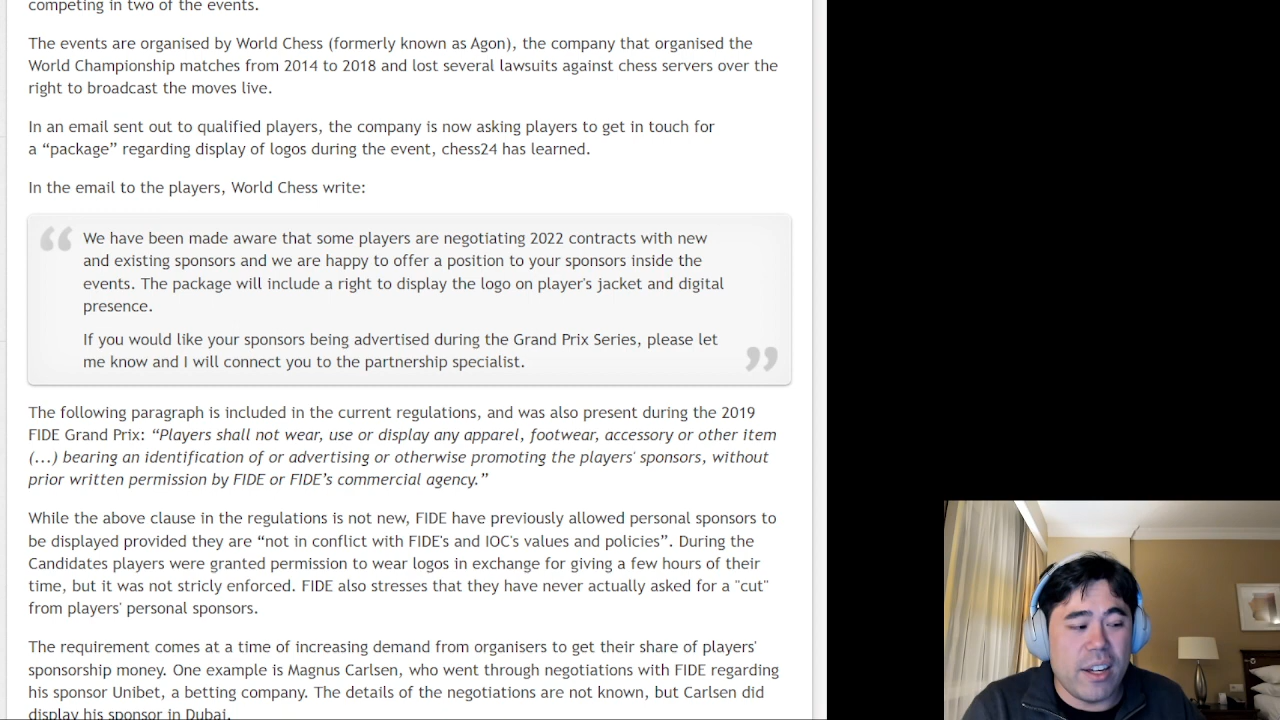 competing in two of the events.
The events are organised by World Chess (formerly known as Agon), the company that organised the
World Championship matches from 2014 to 2018 and lost several lawsuits against chess servers over the
right to broadcast the moves live.
In an email sent out to qualified players, the company is now asking players to get in touch for
a “package” regarding display of logos during the event, chess24 has learned.
In the email to the players, World Chess write:
“
We have been made aware that some players are negotiating 2022 contracts with new
and existing sponsors and we are happy to offer a position to your sponsors inside the
events. The package will include a right to display the logo on player's jacket and digital
presence.
If you would like your sponsors being advertised during the Grand Prix Series, please let
me know and I will connect you to the partnership specialist.
”
The following paragraph is included in the current regulations, and was also present during the 2019
FIDE Grand Prix: “Players shall not wear, use or display any apparel, footwear, accessory or other item
(...) bearing an identification of or advertising or otherwise promoting the players' sponsors, without
prior written permission by FIDE or FIDE’s commercial agency.”
While the above clause in the regulations is not new, FIDE have previously allowed personal sponsors to
be displayed provided they are “not in conflict with FIDE's and IOC's values and policies”. During the
Candidates players were granted permission to wear logos in exchange for giving a few hours of their
time, but it was not stricly enforced. FIDE also stresses that they have never actually asked for a "cut"
from players' personal sponsors.
The requirement comes at a time of increasing demand from organisers to get their share of players'
sponsorship money. One example is Magnus Carlsen, who went through negotiations with FIDE regarding
his sponsor Unibet, a betting company. The details of the negotiations are not known, but Carlsen did
display his sponsor in Dubai.